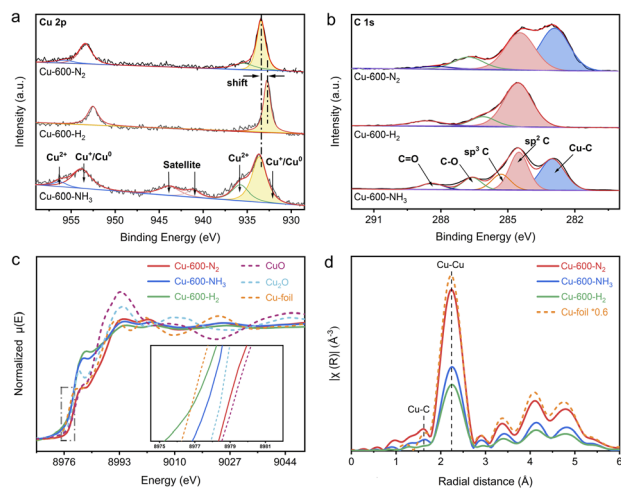 a
Cu 2p
Cu-600-N2
shift
Cu-600-H2
Cu²⁺
Cu⁺/Cu⁰
Satellite
Cu²⁺
Cu⁺/Cu⁰
Cu-600-NH3
Intensity (a.u.)
955 950 945 940 935 930
Binding Energy (eV)
b
C 1s
Cu-600-N2
Cu-600-H2
C=O
C-O
sp³ C
sp² C
Cu-C
Cu-600-NH3
Intensity (a.u.)
291 288 285 282
Binding Energy (eV)
c
Cu-600-N2
Cu-600-NH3
Cu-600-H2
CuO
Cu2O
Cu-foil
Normalized μ(E)
8975 8977 8979 8981
8976 8993 9010 9027 9044
Energy (eV)
d
Cu-Cu
Cu-600-N2
Cu-600-NH3
Cu-600-H2
Cu-foil *0.6
Cu-C
|χ (R)| (Å⁻³)
0 1 2 3 4 5 6
Radial distance (Å)